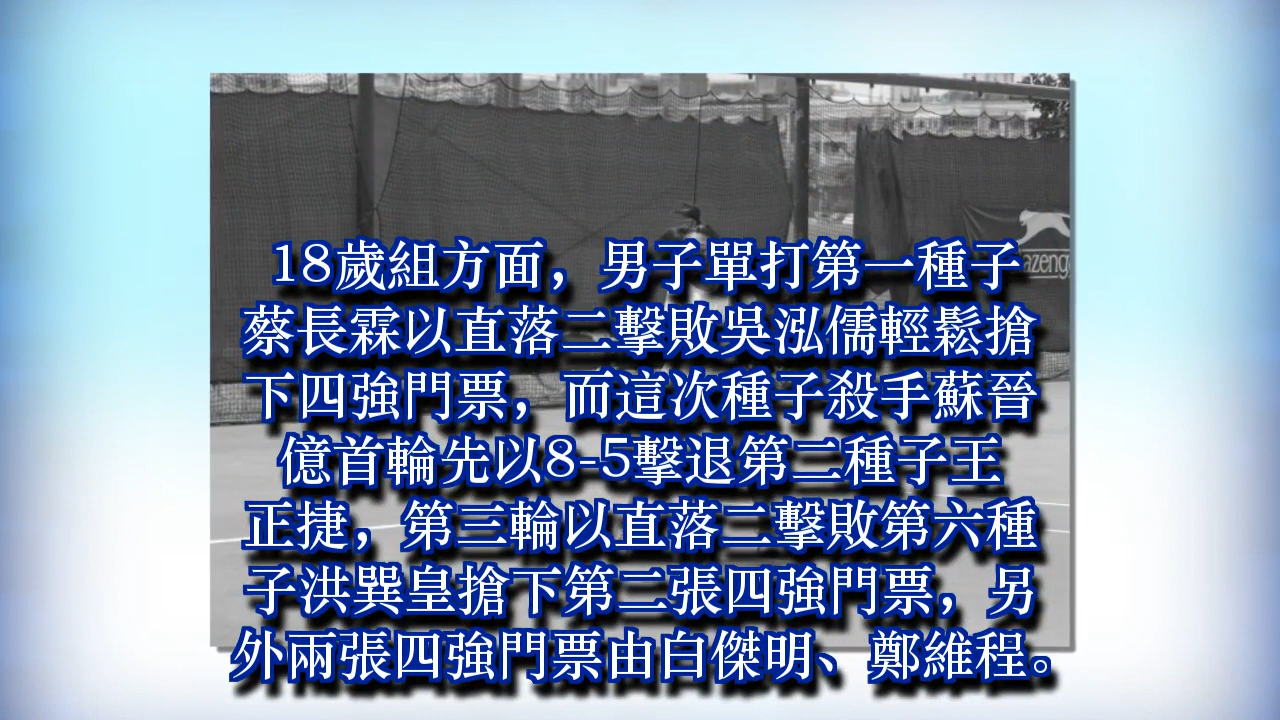 18歲組方面，男子單打第一種子
蔡長霖以直落二擊敗吳泓儒輕鬆搶
下四強門票，而這次種子殺手蘇晉
億首輪先以8-5擊退第二種子王
正捷，第三輪以直落二擊敗第六種
子洪巽皇搶下第二張四強門票，另
外兩張四強門票由白傑明、鄭維程。
azeng